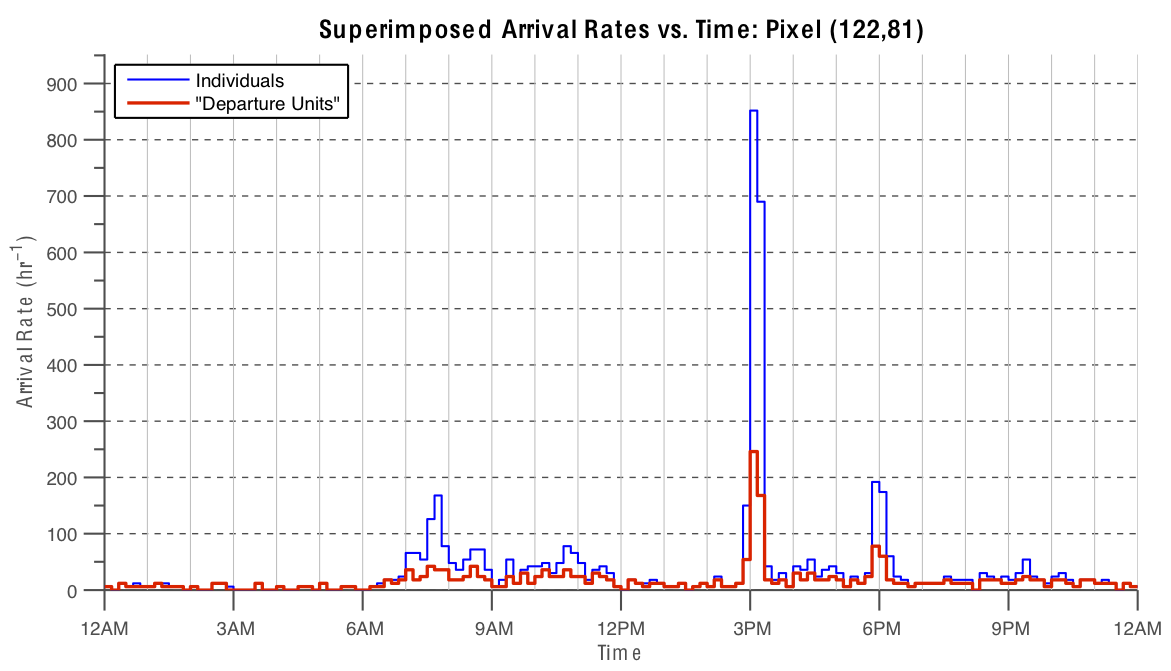 Superimposed Arrival Rates vs. Time: Pixel (122,81)
Individuals
"Departure Units"
Arrival Rate (hr⁻¹)
900
800
700
600
500
400
300
200
100
0
12AM 3AM 6AM 9AM 12PM 3PM 6PM 9PM 12AM
Time